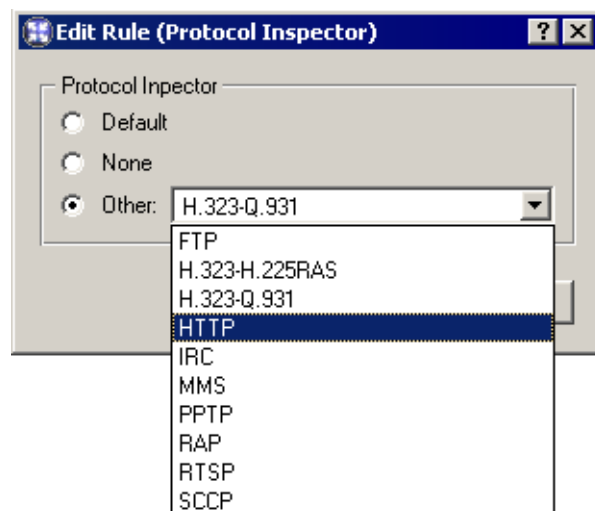 Edit Rule (Protocol Inspector)
Protocol Inpector
Default
None
Other: H.323-Q.931
FTP
H.323-H.225RAS
H.323-Q.931
HTTP
IRC
MMS
PPTP
RAP
RTSP
SCCP